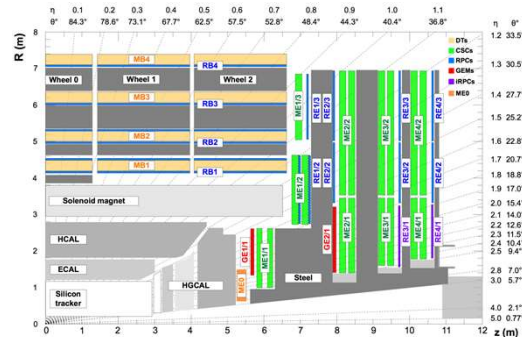 η 0.1 0.2 0.3 0.4 0.5 0.6 0.7 0.8 0.9 1.0 1.1 η θ°
θ° 84.3° 78.6° 73.1° 67.7° 62.5° 57.5° 52.8° 48.4° 44.3° 40.4° 36.8°
R (m)
8
7
6
5
4
3
2
1
0
1.2 33.5°
1.3 30.5°
1.4 27.7°
1.5 25.2°
1.6 22.8°
1.7 20.7°
1.8 18.8°
1.9 17.0°
2.0 15.4°
2.1 14.0°
2.2 12.6°
2.3 11.5°
2.4 10.4°
2.5 9.4°
2.8 7.0°
3.0 5.7°
4.0 2.1°
5.0 0.77°
DTs
CSCs
RPCs
GEMs
iRPCs
ME0
MB4
RB4
Wheel 0
Wheel 1
Wheel 2
MB3
RB3
MB2
RB2
MB1
RB1
Solenoid magnet
HCAL
ECAL
Silicon
tracker
HGCAL
Steel
ME0
GE1/1
ME1/1
ME1/2
ME1/3
RE1/3
RE1/2
RE2/3
RE2/2
GE2/1
ME2/2
ME2/1
ME3/2
ME3/1
RE3/3
RE3/2
RE3/1
ME4/2
ME4/1
RE4/3
RE4/2
RE4/1
0 1 2 3 4 5 6 7 8 9 10 11 12 z (m)